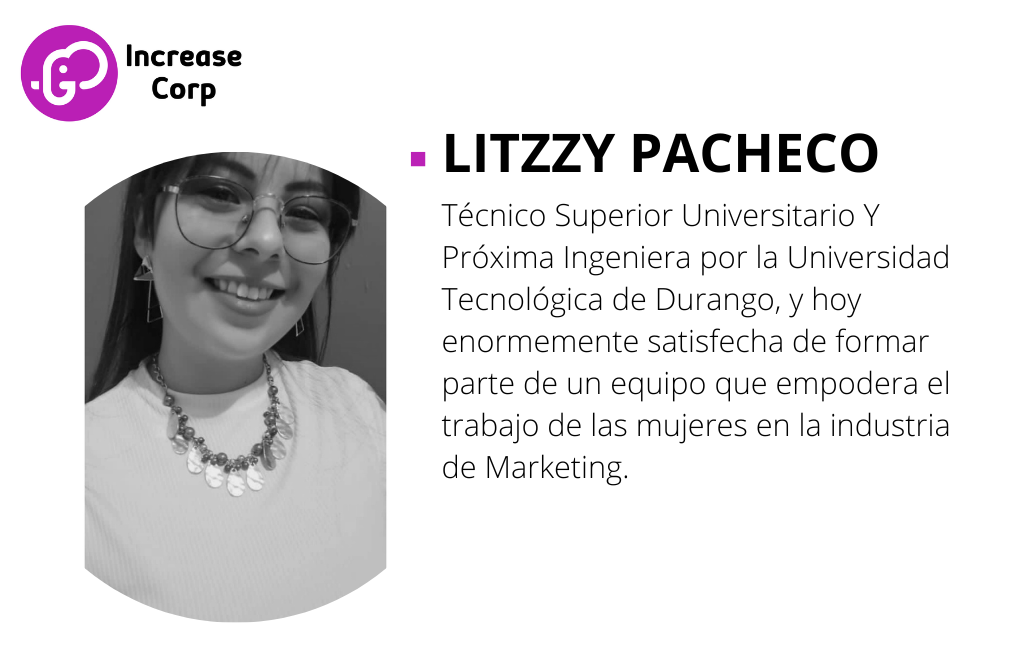 Increase
Corp
LITZZY PACHECO
Técnico Superior Universitario Y
Próxima Ingeniera por la Universidad
Tecnológica de Durango, y hoy
enormemente satisfecha de formar
parte de un equipo que empodera el
trabajo de las mujeres en la industria
de Marketing.